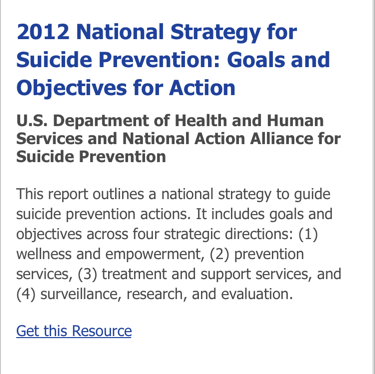 2012 National Strategy for
Suicide Prevention: Goals and
Objectives for Action
U.S. Department of Health and Human
Services and National Action Alliance for
Suicide Prevention
This report outlines a national strategy to guide
suicide prevention actions. It includes goals and
objectives across four strategic directions: (1)
wellness and empowerment, (2) prevention
services, (3) treatment and support services, and
(4) surveillance, research, and evaluation.
Get this Resource